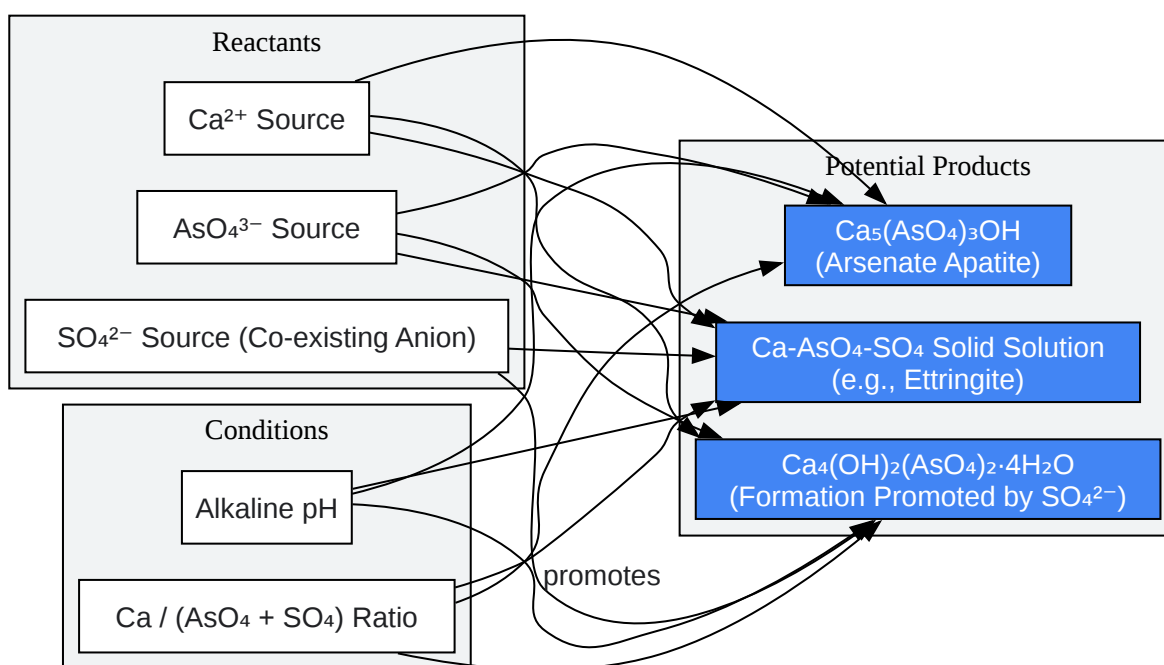 Reactants
Ca²⁺ Source
AsO₄³⁻ Source
SO₄²⁻ Source (Co-existing Anion)
Conditions
Alkaline pH
Ca / (AsO₄ + SO₄) Ratio
promotes
Potential Products
Ca₅(AsO₄)₃OH
(Arsenate Apatite)
Ca-AsO₄-SO₄ Solid Solution
(e.g., Ettringite)
Ca₄(OH)₂(AsO₄)₂·4H₂O
(Formation Promoted by SO₄²⁻)